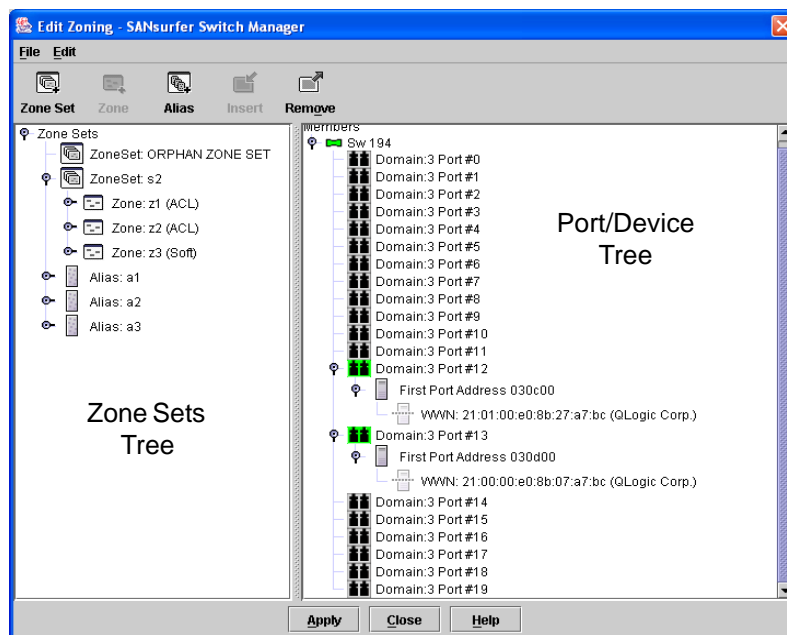 Edit Zoning - SANsurfer Switch Manager
File Edit
Zone Set Zone Alias Insert Remove
Zone Sets
ZoneSet: ORPHAN ZONE SET
ZoneSet: s2
Zone: z1 (ACL)
Zone: z2 (ACL)
Zone: z3 (Soft)
Alias: a1
Alias: a2
Alias: a3
Zone Sets
Tree
Members
Sw 194
Domain:3 Port#0
Domain:3 Port#1
Domain:3 Port#2
Domain:3 Port#3
Domain:3 Port#4
Domain:3 Port#5
Domain:3 Port#6
Domain:3 Port#7
Domain:3 Port#8
Domain:3 Port#9
Domain:3 Port#10
Domain:3 Port#11
Domain:3 Port#12
First Port Address 030c00
WWN: 21:01:00:e0:8b:27:a7:bc (QLogic Corp.)
Domain:3 Port#13
First Port Address 030d00
WWN: 21:00:00:e0:8b:07:a7:bc (QLogic Corp.)
Domain:3 Port#14
Domain:3 Port#15
Domain:3 Port#16
Domain:3 Port#17
Domain:3 Port#18
Domain:3 Port#19
Port/Device
Tree
Apply Close Help